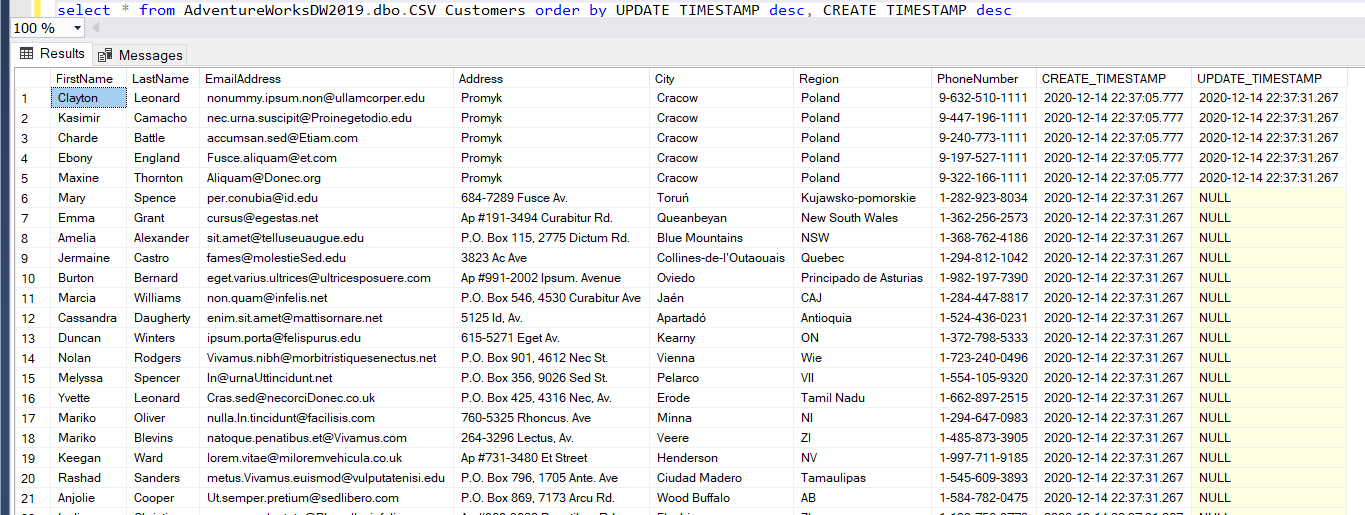 select * from AdventureWorksDW2019.dbo.CSV_Customers order by UPDATE_TIMESTAMP desc, CREATE_TIMESTAMP desc
100 %
Results Messages
FirstName LastName EmailAddress Address City Region PhoneNumber CREATE_TIMESTAMP UPDATE_TIMESTAMP
1 Clayton Leonard nonummy.ipsum.non@ullamcorper.edu Promyk Cracow Poland 9-632-510-1111 2020-12-14 22:37:05.777 2020-12-14 22:37:31.267
2 Kasimir Camacho nec.urna.suscipit@Proinegetodio.edu Promyk Cracow Poland 9-447-196-1111 2020-12-14 22:37:05.777 2020-12-14 22:37:31.267
3 Charde Battle accumsan.sed@Etiam.com Promyk Cracow Poland 9-240-773-1111 2020-12-14 22:37:05.777 2020-12-14 22:37:31.267
4 Ebony England Fusce.aliquam@et.com Promyk Cracow Poland 9-197-527-1111 2020-12-14 22:37:05.777 2020-12-14 22:37:31.267
5 Maxine Thornton Aliquam@Donec.org Promyk Cracow Poland 9-322-166-1111 2020-12-14 22:37:05.777 2020-12-14 22:37:31.267
6 Mary Spence per.conubia@id.edu 684-7289 Fusce Av. Toruń Kujawsko-pomorskie 1-282-923-8034 2020-12-14 22:37:31.267 NULL
7 Emma Grant cursus@egestas.net Ap #191-3494 Curabitur Rd. Queanbeyan New South Wales 1-362-256-2573 2020-12-14 22:37:31.267 NULL
8 Amelia Alexander sit.amet@telluseuaugue.edu P.O. Box 115, 2775 Dictum Rd. Blue Mountains NSW 1-368-762-4186 2020-12-14 22:37:31.267 NULL
9 Jermaine Castro fames@molestieSed.edu 3823 Ac Ave Collines-de-l'Outaouais Quebec 1-294-812-1042 2020-12-14 22:37:31.267 NULL
10 Burton Bernard eget.varius.ultrices@ultricesposuere.com Ap #991-2002 Ipsum. Avenue Oviedo Principado de Asturias 1-982-197-7390 2020-12-14 22:37:31.267 NULL
11 Marcia Williams non.quam@infelis.net P.O. Box 546, 4530 Curabitur Ave Jaén CAJ 1-284-447-8817 2020-12-14 22:37:31.267 NULL
12 Cassandra Daugherty enim.sit.amet@mattisornare.net 5125 Id, Av. Apartadó Antioquia 1-524-436-0231 2020-12-14 22:37:31.267 NULL
13 Duncan Winters ipsum.porta@felispurus.edu 615-5271 Eget Av. Kearny ON 1-372-798-5333 2020-12-14 22:37:31.267 NULL
14 Nolan Rodgers Vivamus.nibh@morbitristiquesenectus.net P.O. Box 901, 4612 Nec St. Vienna Wie 1-723-240-0496 2020-12-14 22:37:31.267 NULL
15 Melyssa Spencer In@urnaUttincidunt.net P.O. Box 356, 9026 Sed St. Pelarco VII 1-554-105-9320 2020-12-14 22:37:31.267 NULL
16 Yvette Leonard Cras.sed@necorciDonec.co.uk P.O. Box 425, 4316 Nec, Av. Erode Tamil Nadu 1-662-897-2515 2020-12-14 22:37:31.267 NULL
17 Mariko Oliver nulla.In.tincidunt@facilisis.com 760-5325 Rhoncus. Ave Minna NI 1-294-647-0983 2020-12-14 22:37:31.267 NULL
18 Mariko Blevins natoque.penatibus.et@Vivamus.com 264-3296 Lectus, Av. Veere ZI 1-485-873-3905 2020-12-14 22:37:31.267 NULL
19 Keegan Ward lorem.vitae@miloremvehicula.co.uk Ap #731-3480 Et Street Henderson NV 1-997-711-9185 2020-12-14 22:37:31.267 NULL
20 Rashad Sanders metus.Vivamus.euismod@vulputatenisi.edu P.O. Box 796, 1705 Ante. Ave Ciudad Madero Tamaulipas 1-545-609-3893 2020-12-14 22:37:31.267 NULL
21 Anjolie Cooper Ut.semper.pretium@sedlibero.com P.O. Box 869, 7173 Arcu Rd. Wood Buffalo AB 1-584-782-0475 2020-12-14 22:37:31.267 NULL